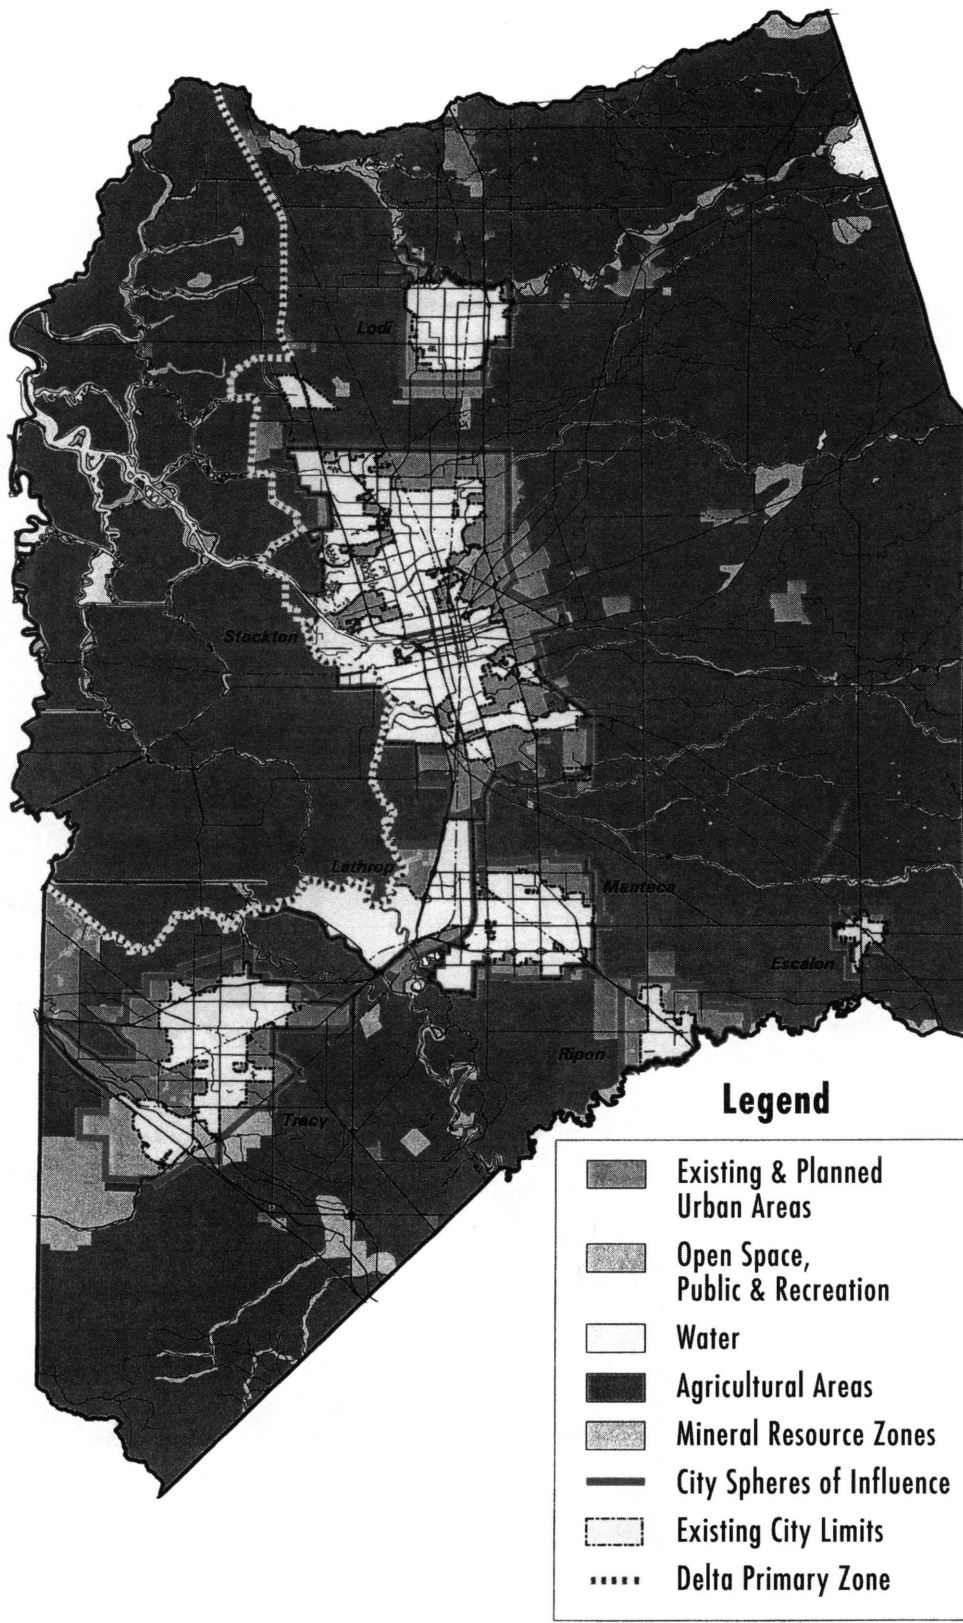 Lodi
Stockton
Lathrop
Manteca
Escalon
Ripon
Tracy
Legend
Existing & Planned
Urban Areas
Open Space,
Public & Recreation
Water
Agricultural Areas
Mineral Resource Zones
City Spheres of Influence
Existing City Limits
Delta Primary Zone